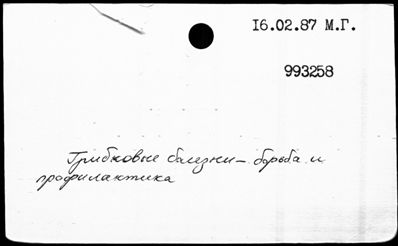 16.02.87 М.Г.
993258
Грибковые болезни – борьба и
профилактика